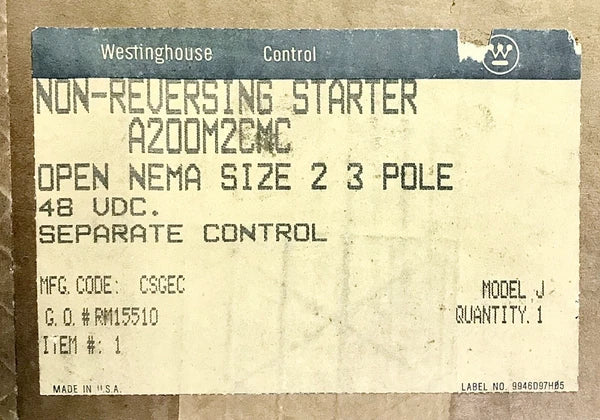 Westinghouse Control
NON-REVERSING STARTER
A200M2CMC
OPEN NEMA SIZE 2 3 POLE
48 VDC.
SEPARATE CONTROL
MFG. CODE: CSGEC MODEL J
G.O.# RM15510 QUANTITY. 1
ITEM #: 1
MADE IN U.S.A. LABEL NO. 9946D97H05